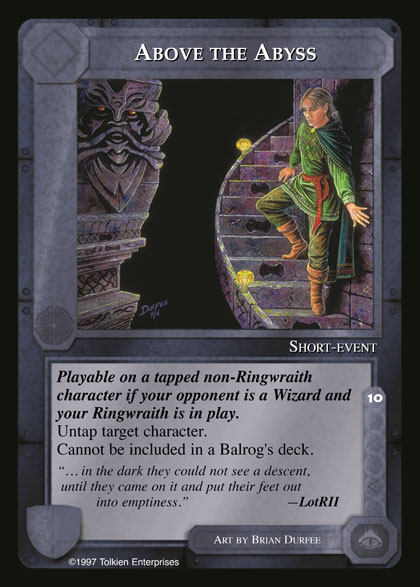 Above the Abyss
Durfee
Short-event
Playable on a tapped non-Ringwraith
character if your opponent is a Wizard and
your Ringwraith is in play.
10
Untap target character.
Cannot be included in a Balrog's deck.
“… in the dark they could not see a descent,
until they came on it and put their feet out
into emptiness.” —LotRII
Art by Brian Durfee
©1997 Tolkien Enterprises